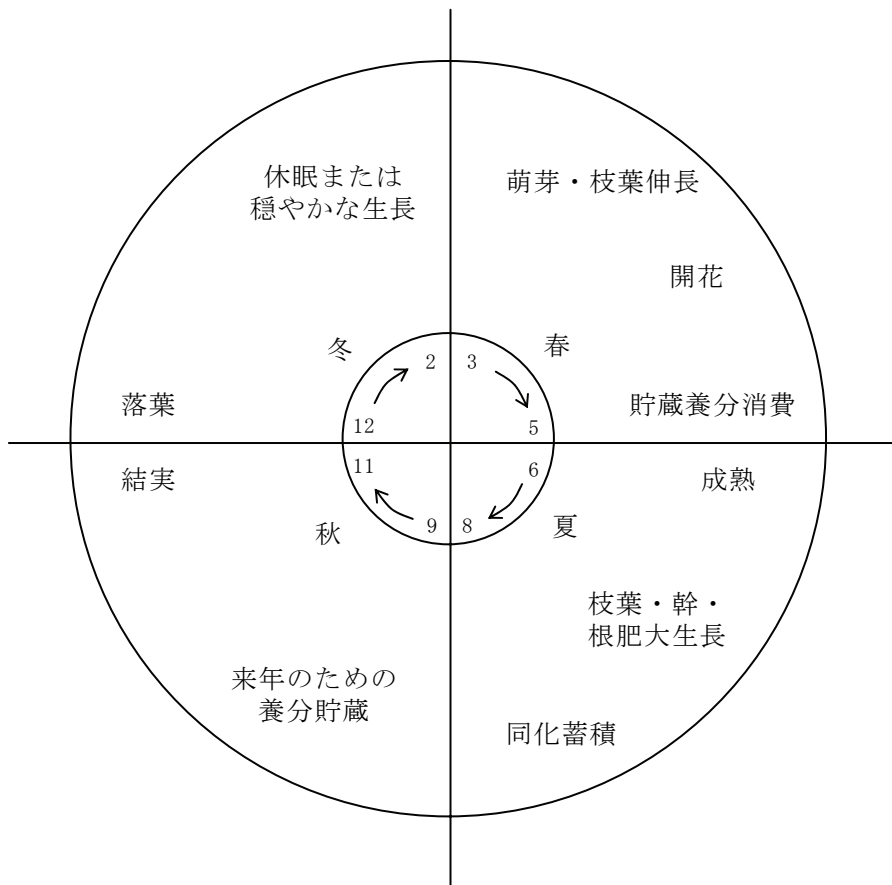 休眠または
穏やかな生長
萌芽・枝葉伸長
開花
冬
2
3
春
落葉
12
5
貯蔵養分消費
結実
11
6
成熟
秋
9
8
夏
枝葉・幹・
根肥大生長
来年のための
養分貯蔵
同化蓄積